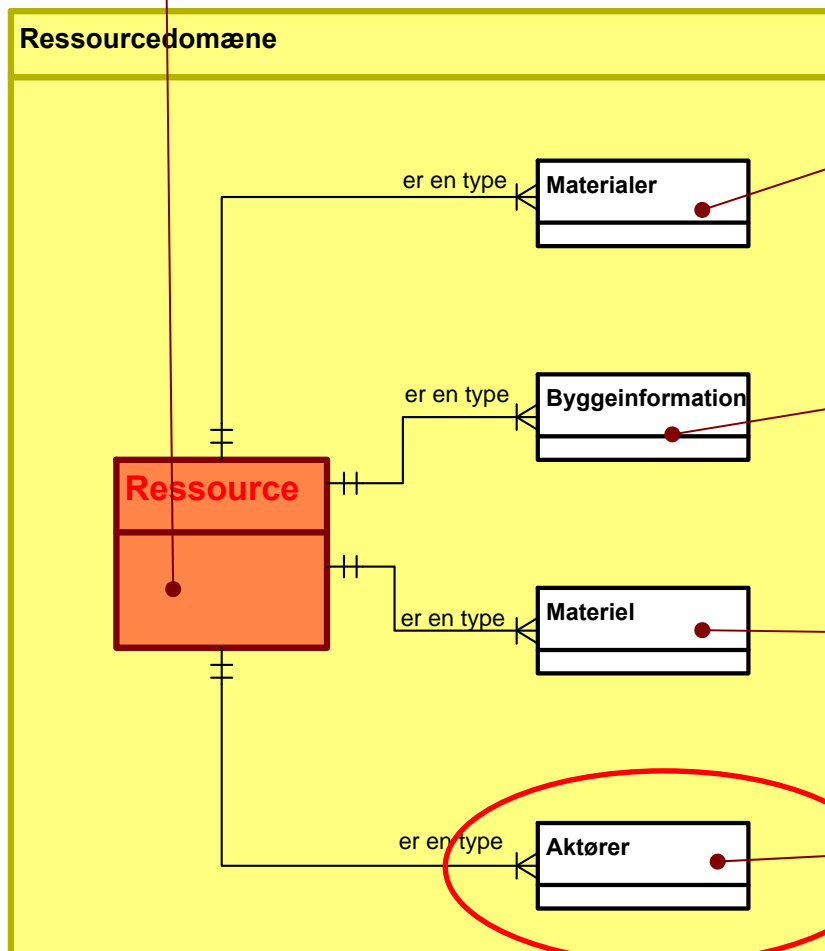 Ressourcedomæne
er en type
Materialer
er en type
Byggeinformation
Ressource
er en type
Materiel
er en type
Aktører